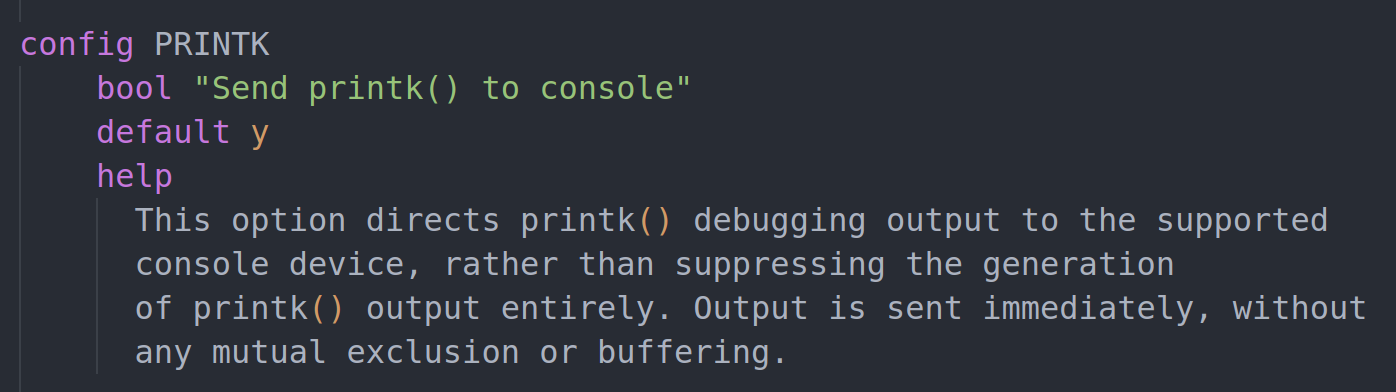 config PRINTK
    bool "Send printk() to console"
    default y
    help
      This option directs printk() debugging output to the supported
      console device, rather than suppressing the generation
      of printk() output entirely. Output is sent immediately, without
      any mutual exclusion or buffering.